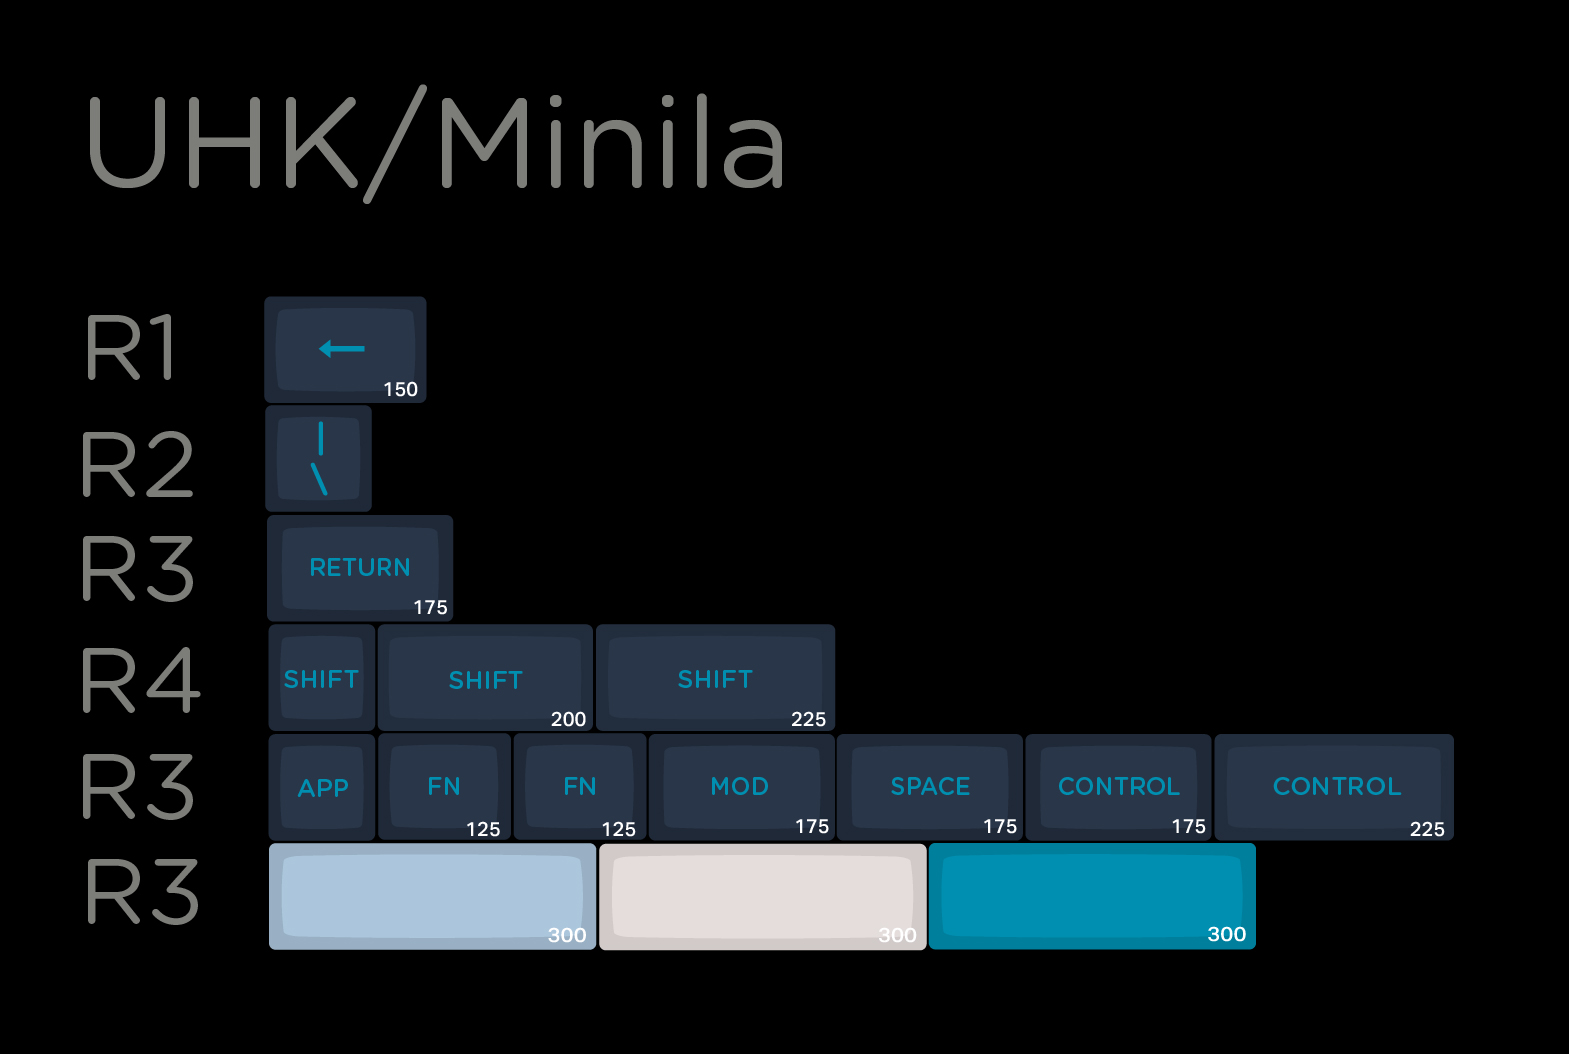 UHK/Minila
R1
←
150
R2
|
\
R3
RETURN
175
R4
SHIFT
SHIFT
200
SHIFT
225
R3
APP
FN
125
FN
125
MOD
175
SPACE
175
CONTROL
175
CONTROL
225
R3
300
300
300